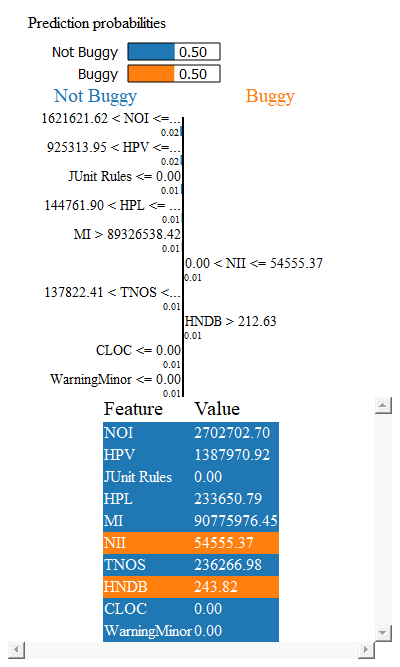 Prediction probabilities
Not Buggy 0.50
Buggy 0.50
Not Buggy Buggy
1621621.62 < NOI <=...
0.02
925313.95 < HPV <=...
0.02
JUnit Rules <= 0.00
0.01
144761.90 < HPL <= ...
0.01
MI > 89326538.42
0.01
0.00 < NII <= 54555.37
0.01
137822.41 < TNOS <...
0.01
HNDB > 212.63
0.01
CLOC <= 0.00
0.01
WarningMinor <= 0.00
0.01
Feature Value
NOI 2702702.70
HPV 1387970.92
JUnit Rules 0.00
HPL 233650.79
MI 90775976.45
NII 54555.37
TNOS 236266.98
HNDB 243.82
CLOC 0.00
WarningMinor 0.00